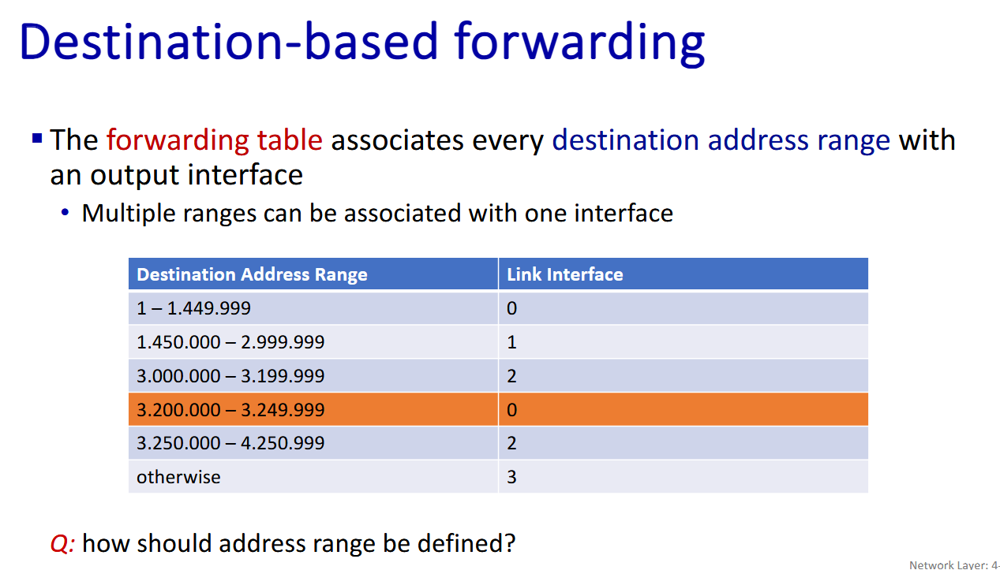 Destination-based forwarding
▪ The forwarding table associates every destination address range with
an output interface
• Multiple ranges can be associated with one interface
Destination Address Range Link Interface
1 – 1.449.999 0
1.450.000 – 2.999.999 1
3.000.000 – 3.199.999 2
3.200.000 – 3.249.999 0
3.250.000 – 4.250.999 2
otherwise 3
Q: how should address range be defined?
Network Layer: 4-